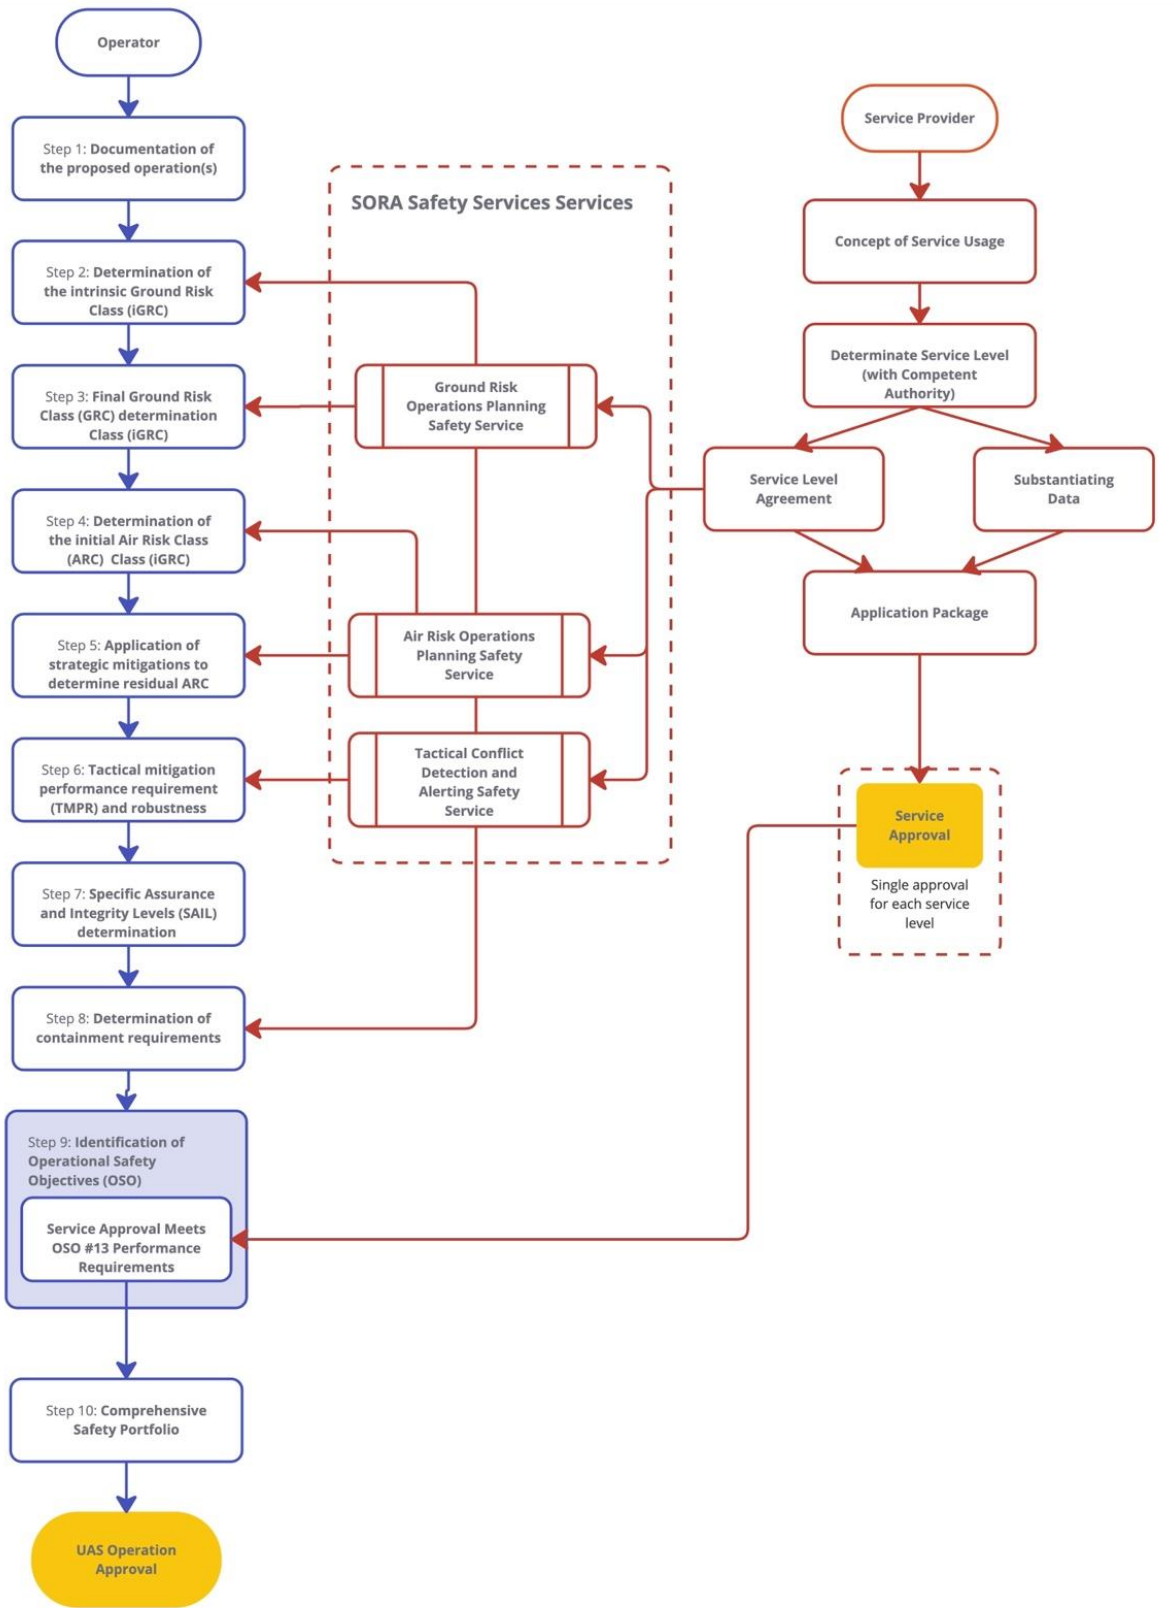 Operator
Step 1: Documentation of
the proposed operation(s)
Step 2: Determination of
the intrinsic Ground Risk
Class (iGRC)
Step 3: Final Ground Risk
Class (GRC) determination
Class (iGRC)
Step 4: Determination of
the initial Air Risk Class
(ARC) Class (iGRC)
Step 5: Application of
strategic mitigations to
determine residual ARC
Step 6: Tactical mitigation
performance requirement
(TMPR) and robustness
Step 7: Specific Assurance
and Integrity Levels (SAIL)
determination
Step 8: Determination of
containment requirements
Step 9: Identification of
Operational Safety
Objectives (OSO)
Service Approval Meets
OSO #13 Performance
Requirements
Step 10: Comprehensive
Safety Portfolio
UAS Operation
Approval
SORA Safety Services Services
Ground Risk
Operations Planning
Safety Service
Air Risk Operations
Planning Safety
Service
Tactical Conflict
Detection and
Alerting Safety
Service
Service Provider
Concept of Service Usage
Determinate Service Level
(with Competent
Authority)
Service Level
Agreement
Substantiating
Data
Application Package
Service
Approval
Single approval
for each service
level